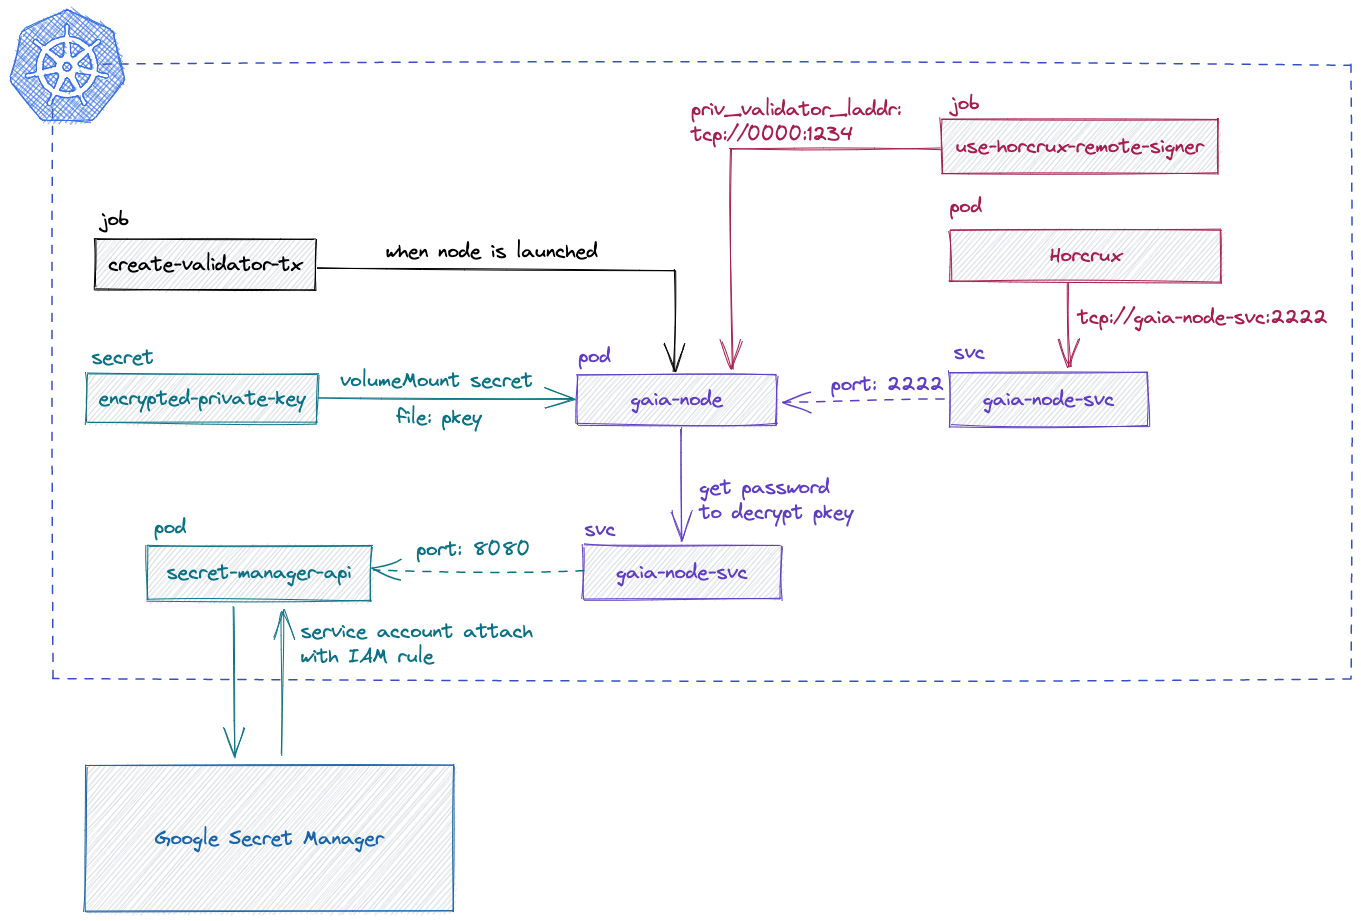 priv_validator_laddr:
tcp://0000:1234
job
use-horcrux-remote-signer
pod
Horcrux
tcp://gaia-node-svc:2222
job
create-validator-tx
when node is launched
secret
encrypted-private-key
volumeMount secret
file: pkey
pod
gaia-node
port: 2222
svc
gaia-node-svc
get password
to decrypt pkey
svc
gaia-node-svc
port: 8080
pod
secret-manager-api
service account attach
with IAM rule
Google Secret Manager